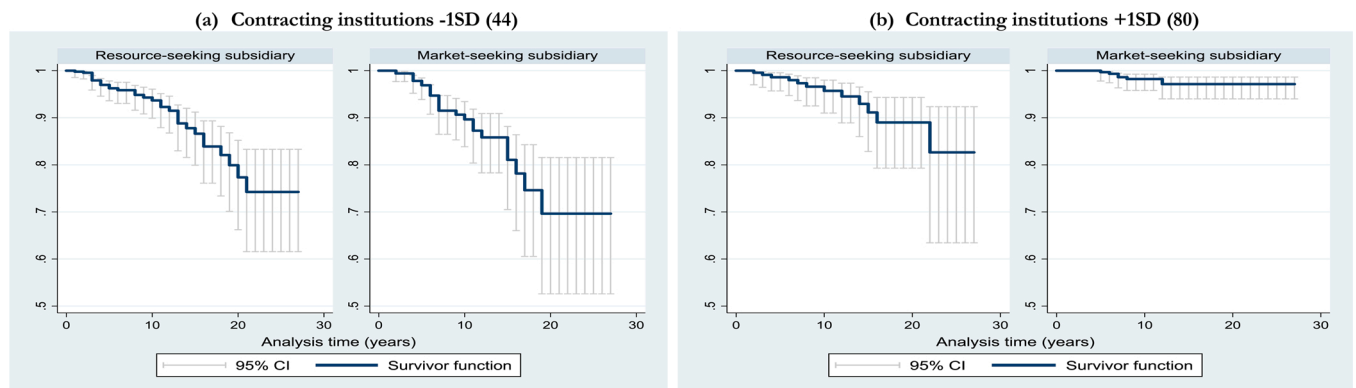 (a) Contracting institutions -1SD (44)
Resource-seeking subsidiary
Market-seeking subsidiary
1
.9
.8
.7
.6
.5
0 10 20 30
0 10 20 30
1
.9
.8
.7
.6
.5
Analysis time (years)
95% CI Survivor function
(b) Contracting institutions +1SD (80)
Resource-seeking subsidiary
Market-seeking subsidiary
1
.9
.8
.7
.6
.5
0 10 20 30
0 10 20 30
1
.9
.8
.7
.6
.5
Analysis time (years)
95% CI Survivor function